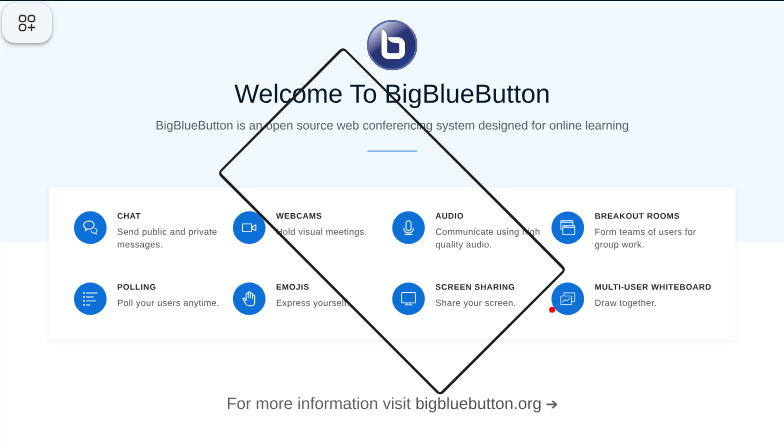 Welcome To BigBlueButton
BigBlueButton is an open source web conferencing system designed for online learning
CHAT
Send public and private
messages.
WEBCAMS
Hold visual meetings.
AUDIO
Communicate using high
quality audio.
BREAKOUT ROOMS
Form teams of users for
group work.
POLLING
Poll your users anytime.
EMOJIS
Express yourself.
SCREEN SHARING
Share your screen.
MULTI-USER WHITEBOARD
Draw together.
For more information visit bigbluebutton.org →